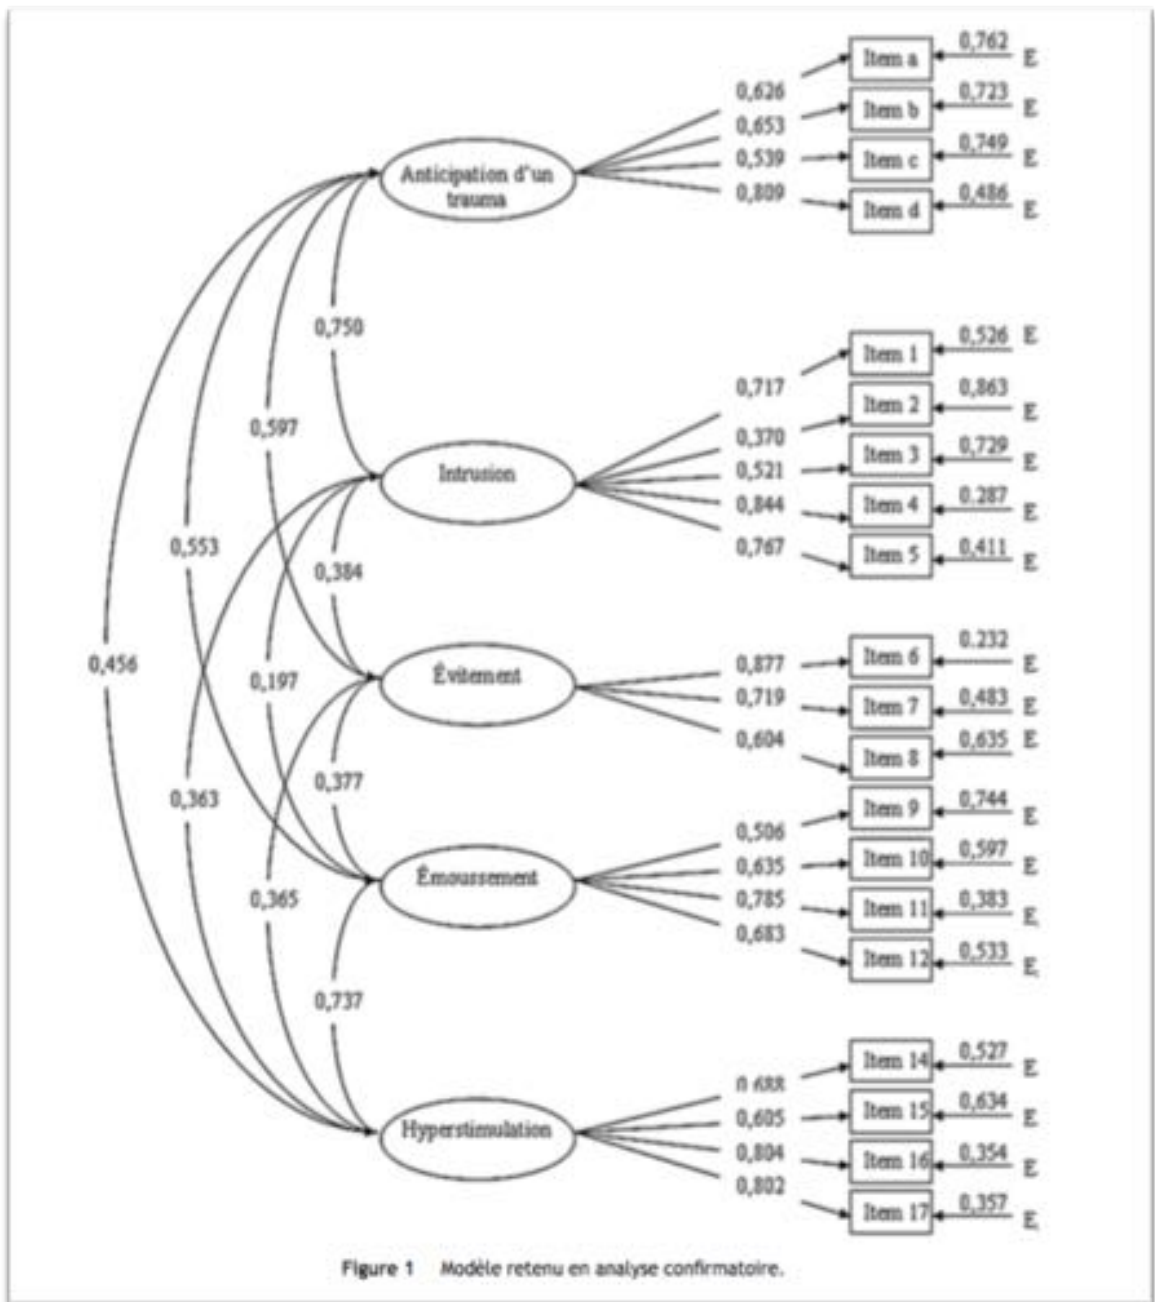 Anticipation d'un
trauma
0,626
0,653
0,539
0,809
Item a
Item b
Item c
Item d
0,762
0,723
0,749
0,486
E
E
E
E
0,750
0,597
0,553
0,456
Intrusion
0,717
0,370
0,521
0,844
0,767
Item 1
Item 2
Item 3
Item 4
Item 5
0,526
0,863
0,729
0.287
0,411
E
E
E
E
E
0,384
0,197
0,363
Évitement
0,877
0,719
0,604
Item 6
Item 7
Item 8
0.232
0,483
0,635
E
E
E
0,377
0,365
Émoussement
0,506
0,635
0,785
0,683
Item 9
Item 10
Item 11
Item 12
0,744
0,597
0,383
0,533
E
E
E
E
0,737
Hyperstimulation
0,688
0,605
0,804
0,802
Item 14
Item 15
Item 16
Item 17
0,527
0,634
0,354
0,357
E
E
E
E
Figure 1 Modèle retenu en analyse confirmatoire.